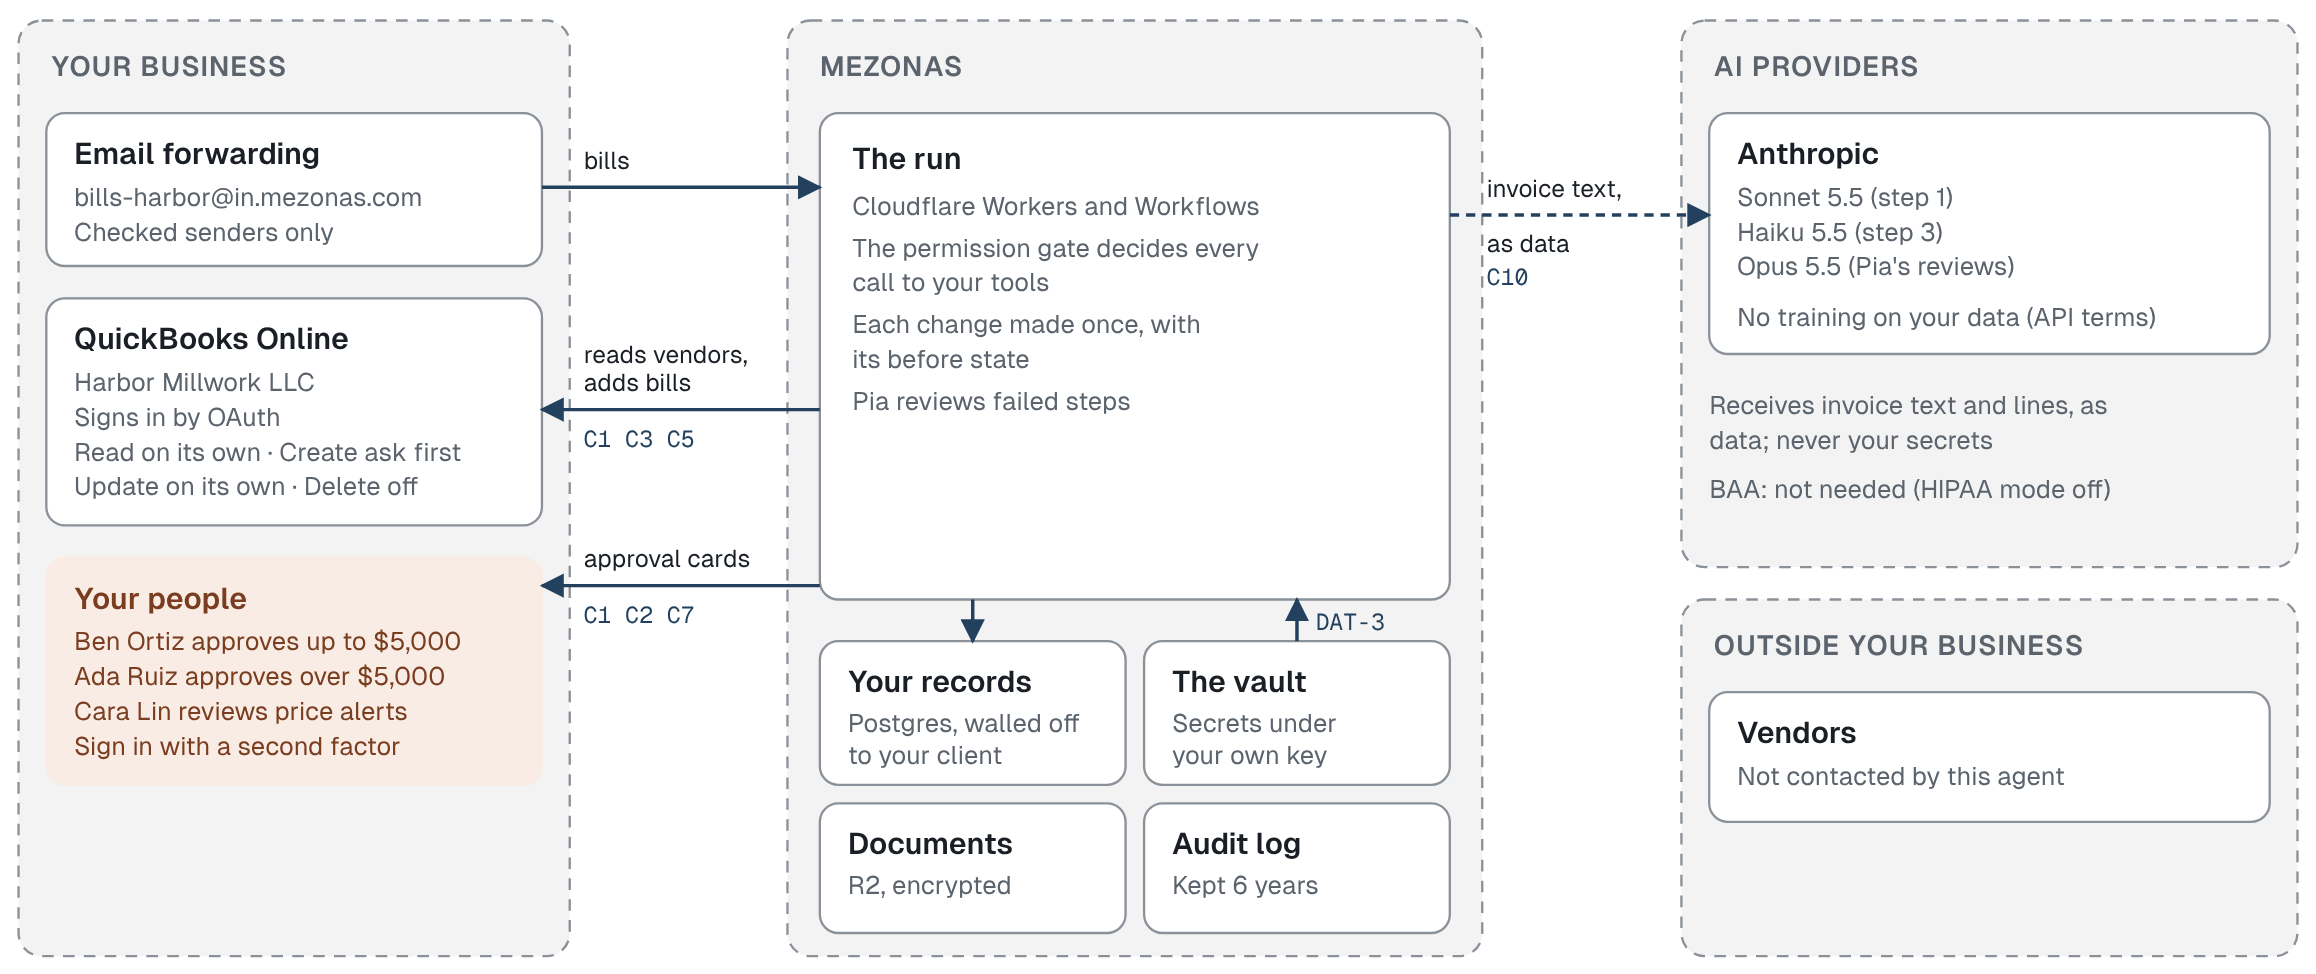 YOUR BUSINESS
Email forwarding
bills-harbor@in.mezonas.com
Checked senders only
QuickBooks Online
Harbor Millwork LLC
Signs in by OAuth
Read on its own · Create ask first
Update on its own · Delete off
Your people
Ben Ortiz approves up to $5,000
Ada Ruiz approves over $5,000
Cara Lin reviews price alerts
Sign in with a second factor
bills
reads vendors,
adds bills
C1 C3 C5
approval cards
C1 C2 C7
MEZONAS
The run
Cloudflare Workers and Workflows
The permission gate decides every
call to your tools
Each change made once, with
its before state
Pia reviews failed steps
DAT-3
Your records
Postgres, walled off
to your client
The vault
Secrets under
your own key
Documents
R2, encrypted
Audit log
Kept 6 years
invoice text,
as data
C10
AI PROVIDERS
Anthropic
Sonnet 5.5 (step 1)
Haiku 5.5 (step 3)
Opus 5.5 (Pia's reviews)
No training on your data (API terms)
Receives invoice text and lines, as
data; never your secrets
BAA: not needed (HIPAA mode off)
OUTSIDE YOUR BUSINESS
Vendors
Not contacted by this agent